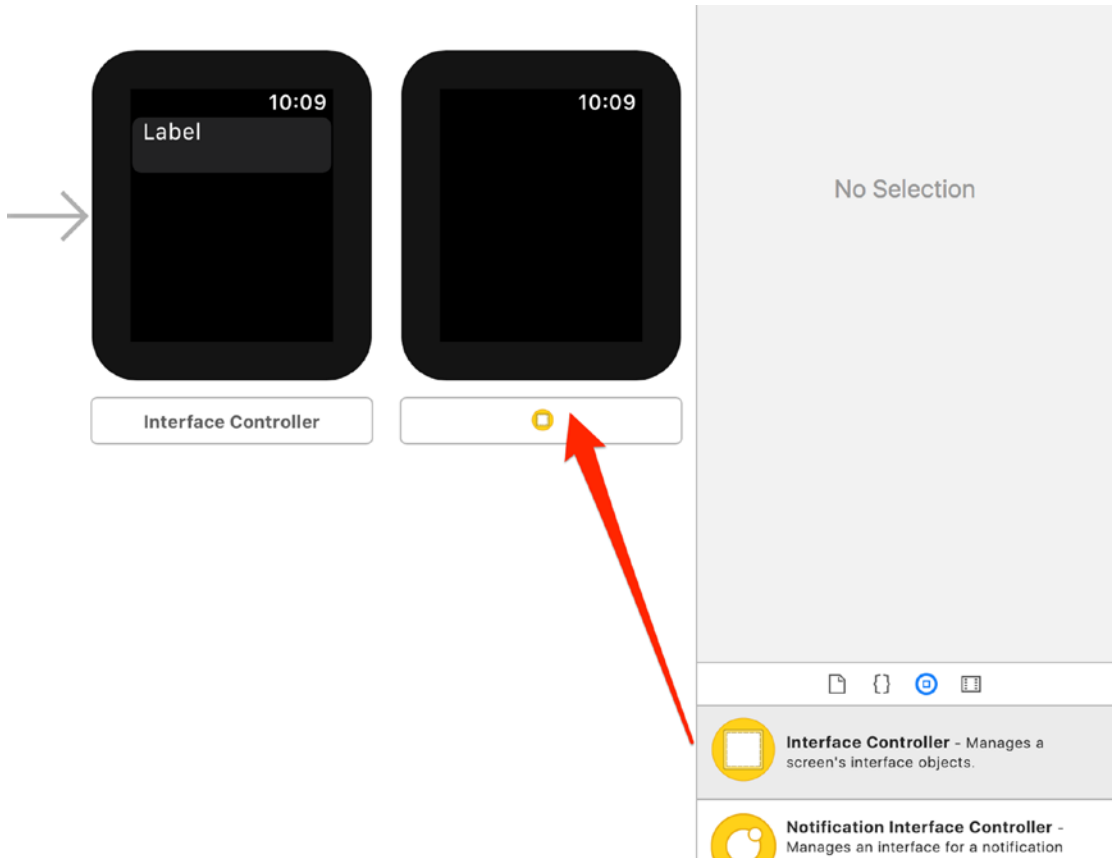 10:09
Label
10:09
Interface Controller
No Selection
{}
Interface Controller - Manages a
screen's interface objects.
Notification Interface Controller -
Manages an interface for a notification